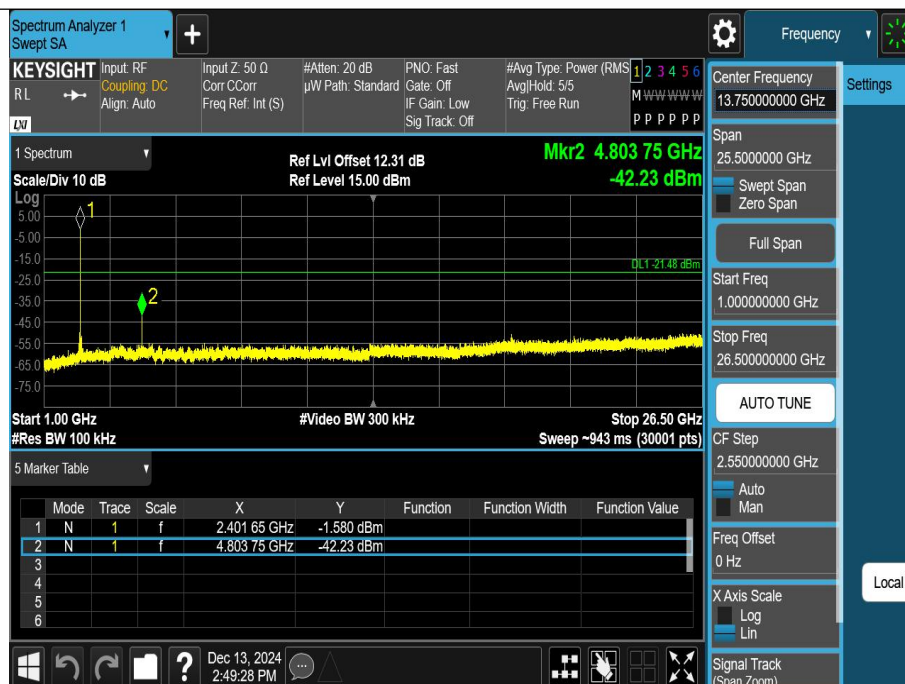 Spectrum Analyzer 1
Swept SA
Frequency
KEYSIGHT
RL
LXI
Input: RF
Coupling: DC
Align: Auto
Input Z: 50 Ω
Corr CCorr
Freq Ref: Int (S)
#Atten: 20 dB
µW Path: Standard
PNO: Fast
Gate: Off
IF Gain: Low
Sig Track: Off
#Avg Type: Power (RMS
Avg|Hold: 5/5
Trig: Free Run
1 2 3 4 5 6
M W W W W W
P P P P P P
1 Spectrum
Scale/Div 10 dB
Ref Lvl Offset 12.31 dB
Ref Level 15.00 dBm
Mkr2 4.803 75 GHz
-42.23 dBm
Log
5.00
-5.00
-15.0
-25.0
-35.0
-45.0
-55.0
-65.0
-75.0
1
2
DL1 -21.48 dBm
Start 1.00 GHz
#Res BW 100 kHz
#Video BW 300 kHz
Stop 26.50 GHz
Sweep ~943 ms (30001 pts)
5 Marker Table
Mode Trace Scale X Y Function Function Width Function Value
1 N 1 f 2.401 65 GHz -1.580 dBm
2 N 1 f 4.803 75 GHz -42.23 dBm
3
4
5
6
?
Dec 13, 2024
2:49:28 PM
Center Frequency
13.750000000 GHz
Span
25.5000000 GHz
Swept Span
Zero Span
Full Span
Start Freq
1.000000000 GHz
Stop Freq
26.500000000 GHz
AUTO TUNE
CF Step
2.550000000 GHz
Auto
Man
Freq Offset
0 Hz
X Axis Scale
Log
Lin
Signal Track
(Span Zoom)
Settings
Local